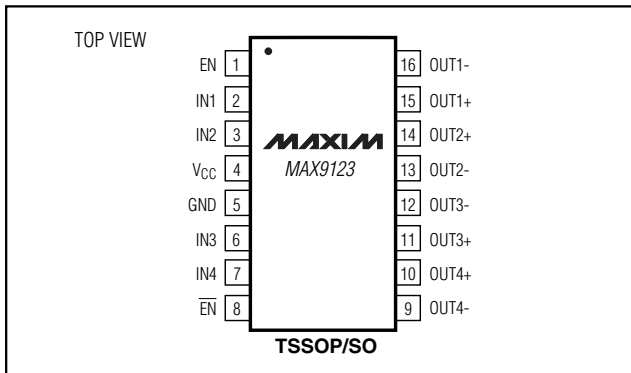 TOP VIEW
EN 1 16 OUT1-
IN1 2 15 OUT1+
IN2 3 14 OUT2+
MAXIM
VCC 4 MAX9123 13 OUT2-
GND 5 12 OUT3-
IN3 6 11 OUT3+
IN4 7 10 OUT4+
E̅N̅ 8 9 OUT4-
TSSOP/SO